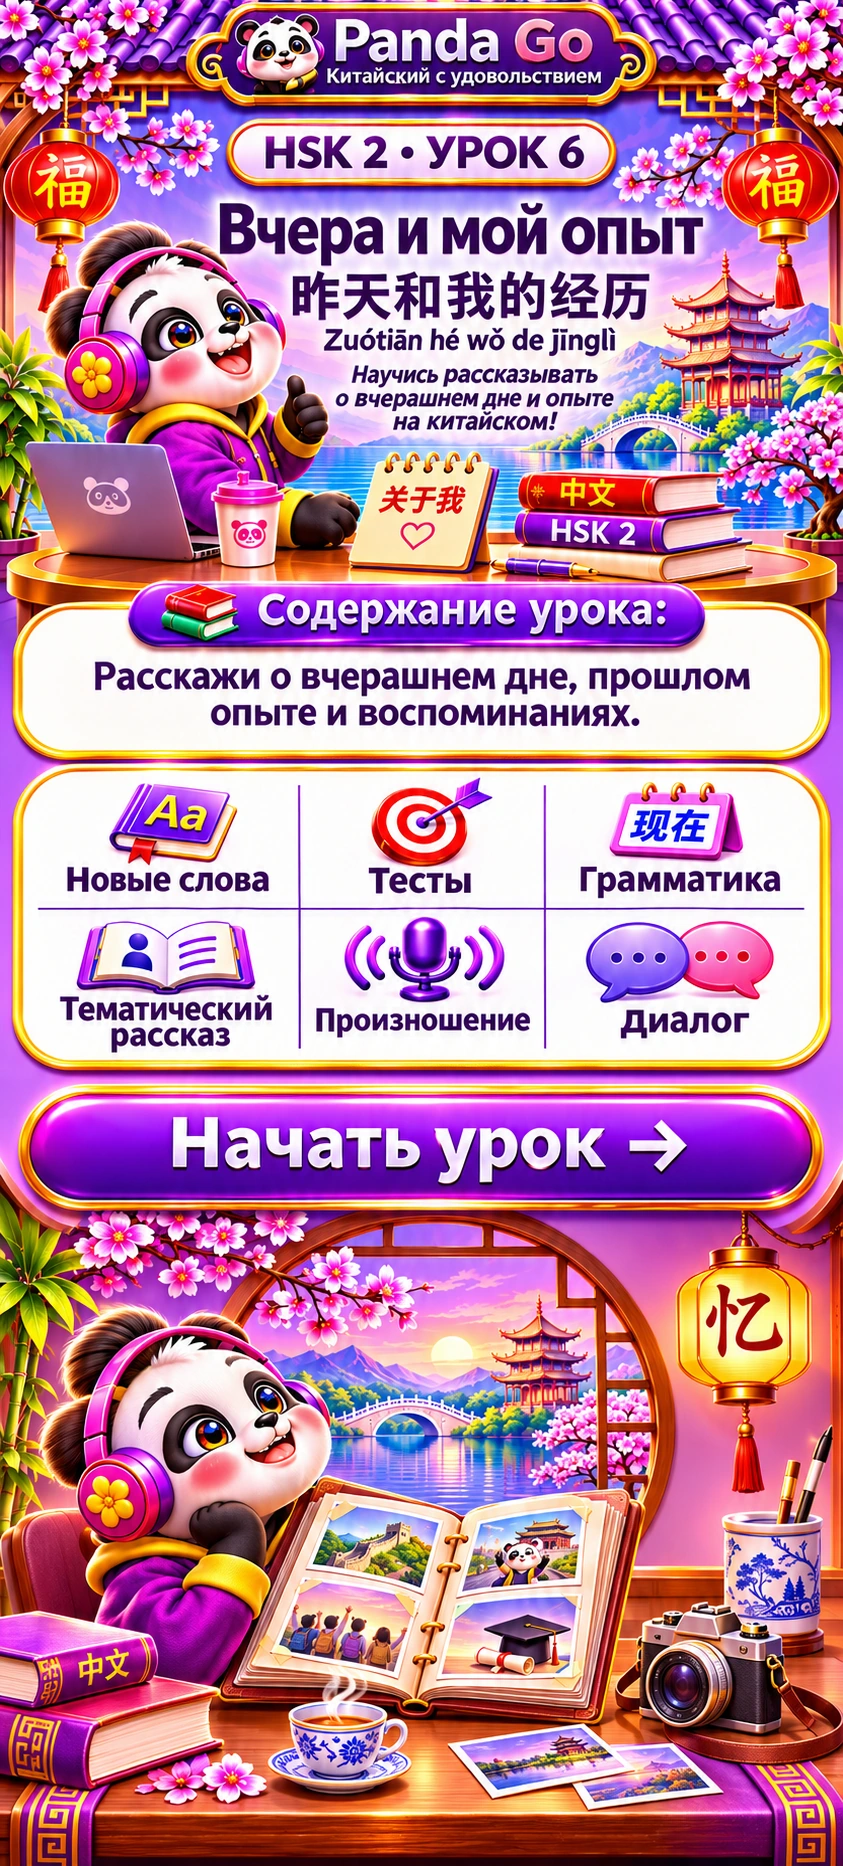 Panda Go
Китайский с удовольствием
HSK 2 • УРОК 6
福
福
Вчера и мой опыт
昨天和我的经历
Zuótiān hé wǒ de jīnglì
Научись рассказывать
о вчерашнем дне и опыте
на китайском!
关于我
中文
HSK 2
Содержание урока:
Расскажи о вчерашнем дне, прошлом
опыте и воспоминаниях.
Aa
Новые слова
Тесты
现在
Грамматика
Тематический
рассказ
Произношение
Диалог
Начать урок →
忆
中文